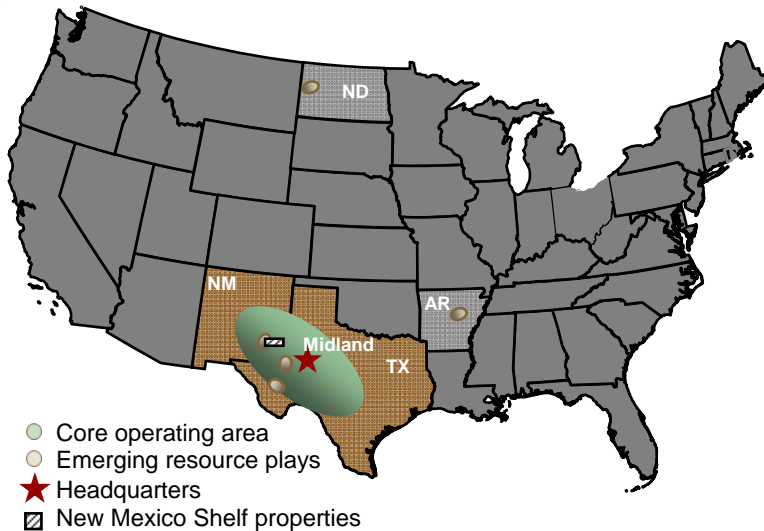 ND
NM
AR
Midland
TX
Core operating area
Emerging resource plays
Headquarters
New Mexico Shelf properties